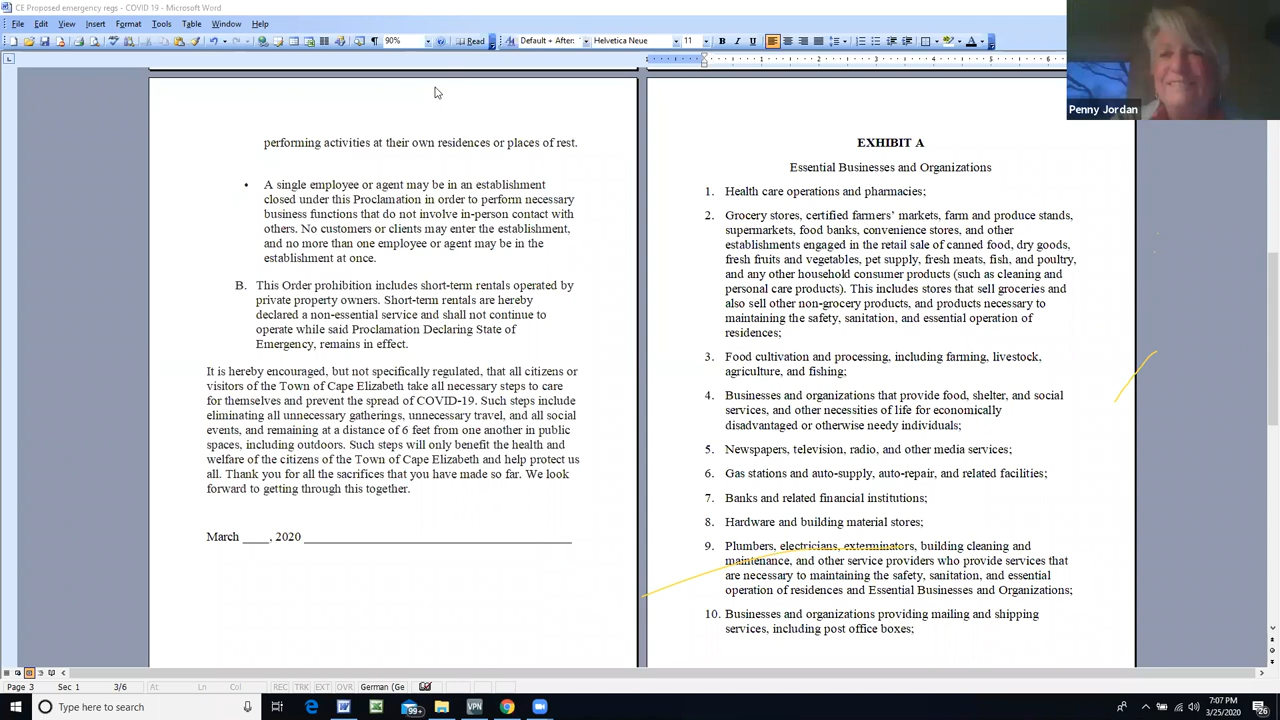 CE Proposed emergency regs - COVID 19 - Microsoft Word
File Edit View Insert Format Tools Table Window Help
90% Read Default + After: Helvetica Neue 11 B I U A
1 1 2 3 4 5 6
Penny Jordan
performing activities at their own residences or places of rest.
• A single employee or agent may be in an establishment
closed under this Proclamation in order to perform necessary
business functions that do not involve in-person contact with
others. No customers or clients may enter the establishment,
and no more than one employee or agent may be in the
establishment at once.
B. This Order prohibition includes short-term rentals operated by
private property owners. Short-term rentals are hereby
declared a non-essential service and shall not continue to
operate while said Proclamation Declaring State of
Emergency, remains in effect.
It is hereby encouraged, but not specifically regulated, that all citizens or
visitors of the Town of Cape Elizabeth take all necessary steps to care
for themselves and prevent the spread of COVID-19. Such steps include
eliminating all unnecessary gatherings, unnecessary travel, and all social
events, and remaining at a distance of 6 feet from one another in public
spaces, including outdoors. Such steps will only benefit the health and
welfare of the citizens of the Town of Cape Elizabeth and help protect us
all. Thank you for all the sacrifices that you have made so far. We look
forward to getting through this together.
March ____, 2020 ______________________________
EXHIBIT A
Essential Businesses and Organizations
1. Health care operations and pharmacies;
2. Grocery stores, certified farmers’ markets, farm and produce stands,
supermarkets, food banks, convenience stores, and other
establishments engaged in the retail sale of canned food, dry goods,
fresh fruits and vegetables, pet supply, fresh meats, fish, and poultry,
and any other household consumer products (such as cleaning and
personal care products). This includes stores that sell groceries and
also sell other non-grocery products, and products necessary to
maintaining the safety, sanitation, and essential operation of
residences;
3. Food cultivation and processing, including farming, livestock,
agriculture, and fishing;
4. Businesses and organizations that provide food, shelter, and social
services, and other necessities of life for economically
disadvantaged or otherwise needy individuals;
5. Newspapers, television, radio, and other media services;
6. Gas stations and auto-supply, auto-repair, and related facilities;
7. Banks and related financial institutions;
8. Hardware and building material stores;
9. Plumbers, electricians, exterminators, building cleaning and
maintenance, and other service providers who provide services that
are necessary to maintaining the safety, sanitation, and essential
operation of residences and Essential Businesses and Organizations;
10. Businesses and organizations providing mailing and shipping
services, including post office boxes;
Page 3 Sec 1 3/6 At Ln Col REC TRK EXT OVR German (Ge
Type here to search 99+ VPN 7:07 PM
3/25/2020 26